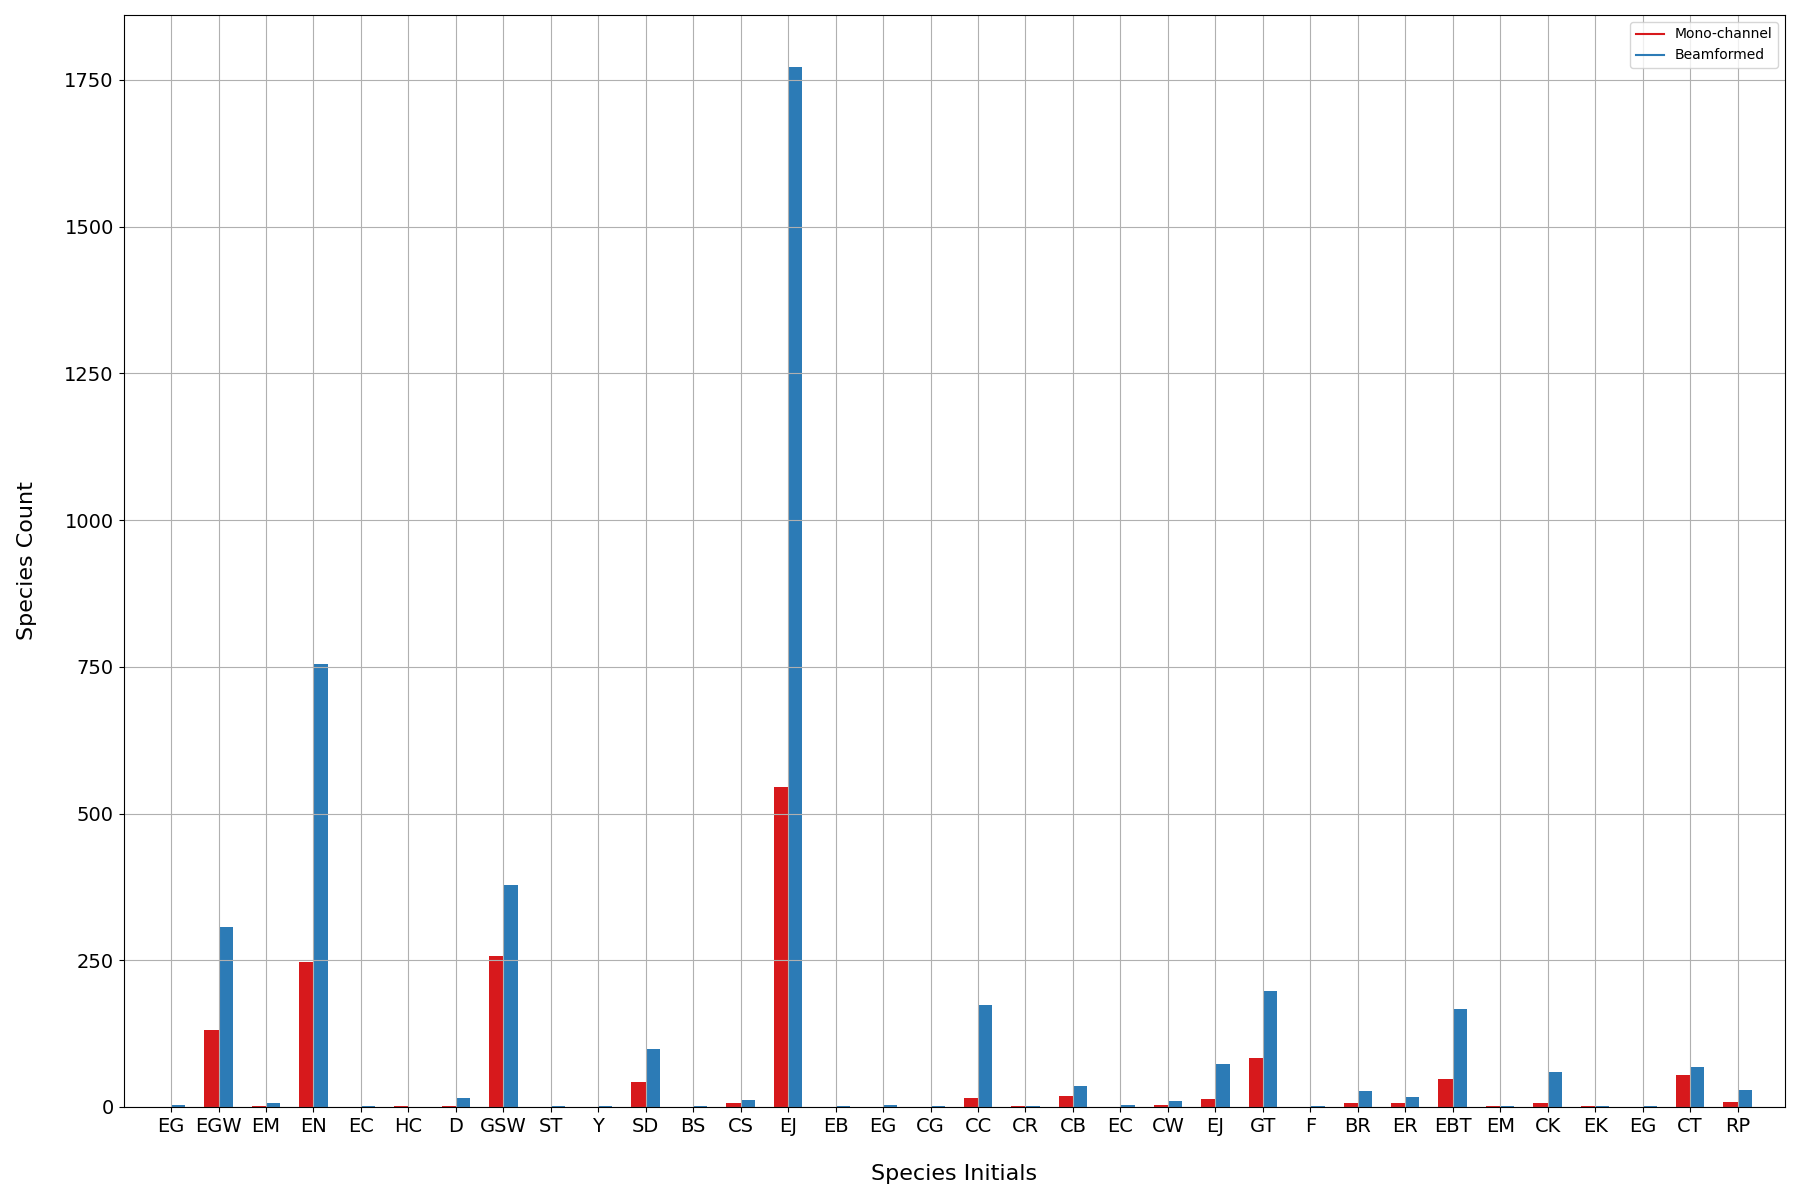 Mono-channel
Beamformed
1750
1500
1250
1000
750
500
250
0
Species Count
EG EGW EM EN EC HC D GSW ST Y SD BS CS EJ EB EG CG CC CR CB EC CW EJ GT F BR ER EBT EM CK EK EG CT RP
Species Initials